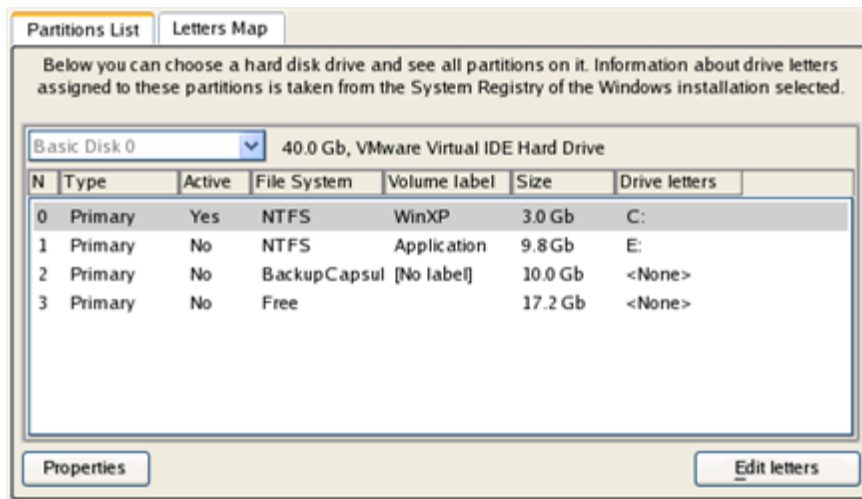 Partitions List Letters Map
Below you can choose a hard disk drive and see all partitions on it. Information about drive letters
assigned to these partitions is taken from the System Registry of the Windows installation selected.
Basic Disk 0 40.0 Gb, VMware Virtual IDE Hard Drive
N Type Active File System Volume label Size Drive letters
0 Primary Yes NTFS WinXP 3.0 Gb C:
1 Primary No NTFS Application 9.8 Gb E:
2 Primary No BackupCapsul [No label] 10.0 Gb <None>
3 Primary No Free 17.2 Gb <None>
Properties Edit letters